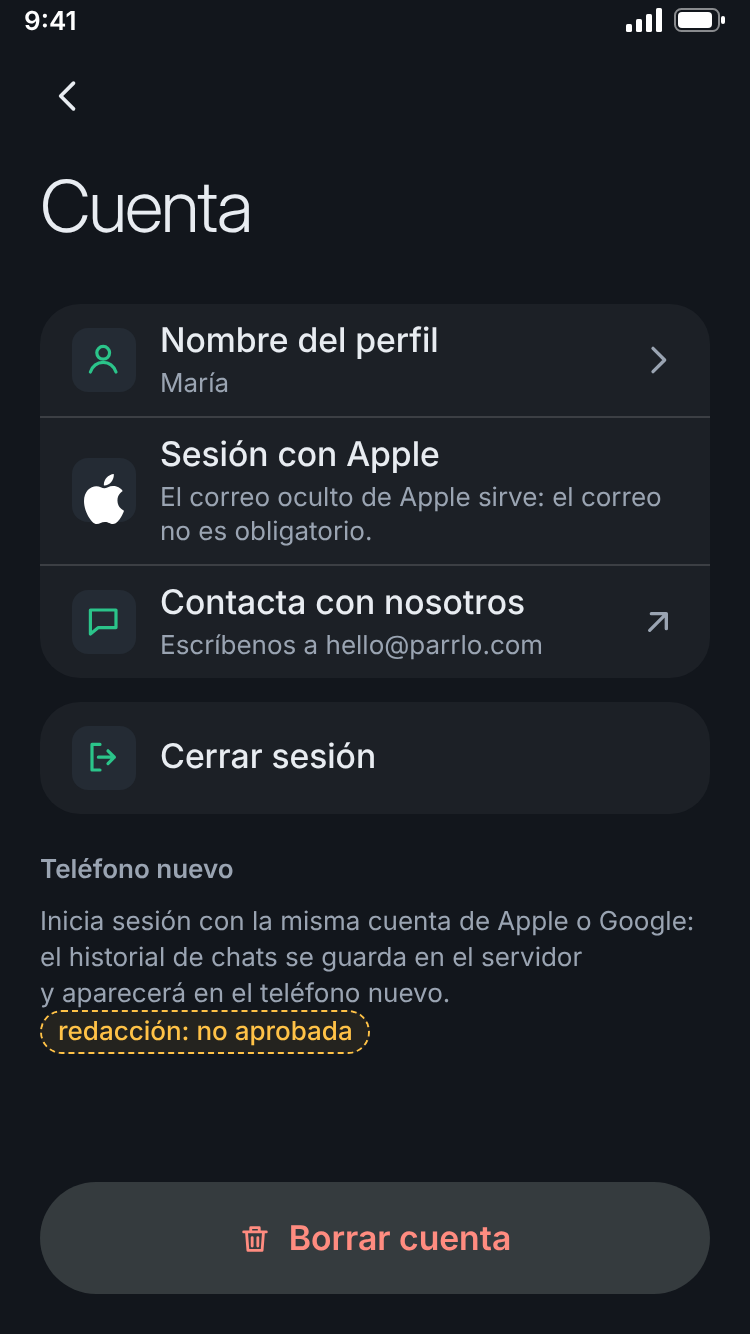 9:41
Cuenta
Nombre del perfil
María
Sesión con Apple
El correo oculto de Apple sirve: el correo
no es obligatorio.
Contacta con nosotros
Escríbenos a hello@parrlo.com
Cerrar sesión
Teléfono nuevo
Inicia sesión con la misma cuenta de Apple o Google:
el historial de chats se guarda en el servidor
y aparecerá en el teléfono nuevo.
redacción: no aprobada
Borrar cuenta